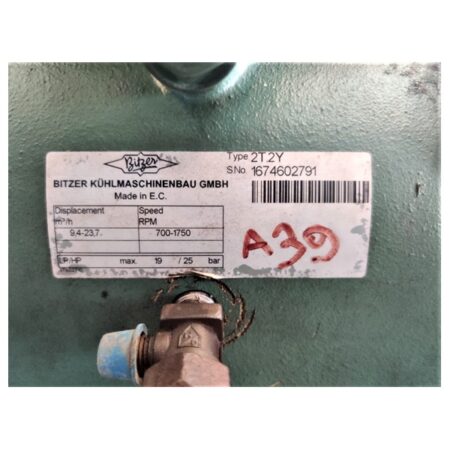 Bitzer
BITZER KÜHLMASCHINENBAU GMBH
Made in E.C.
Type 2T.2Y
S.No 1674602791
Displacement Speed
RPM
9,4-23,7 700-1750
LP/HP max. 19 / 25 bar
A39